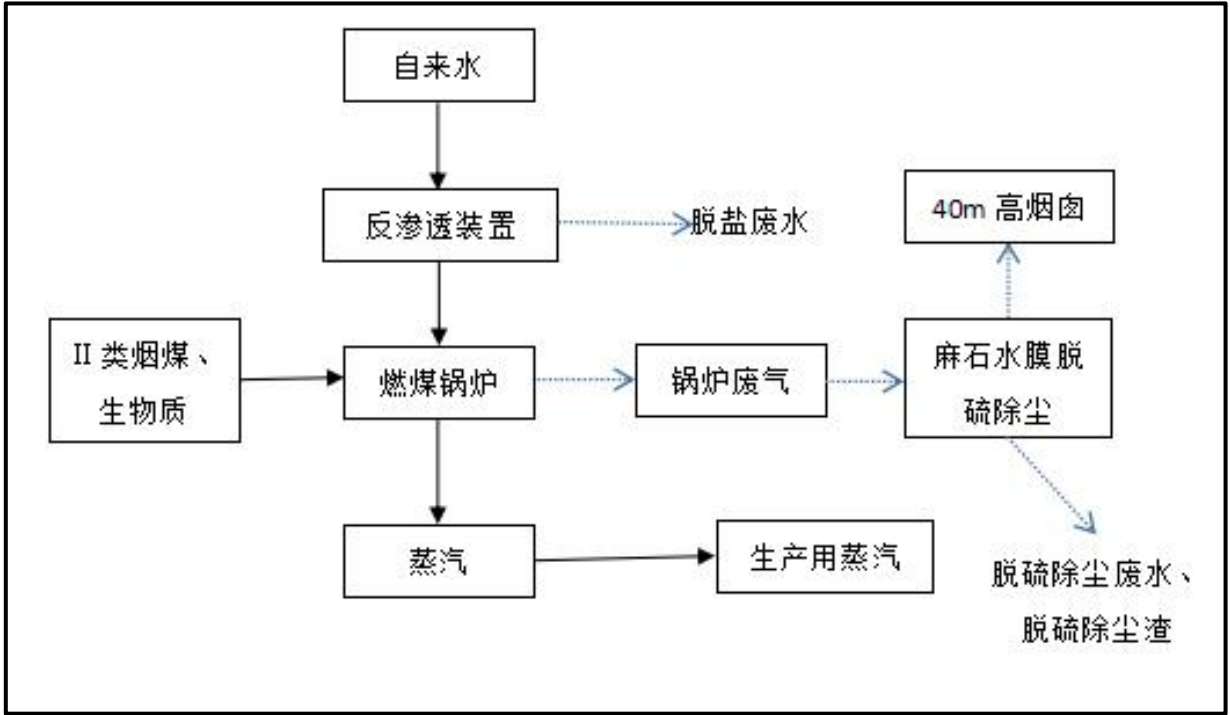 自来水
反渗透装置
脱盐废水
40m 高烟囱
II 类烟煤、
生物质
燃煤锅炉
锅炉废气
麻石水膜脱
硫除尘
蒸汽
生产用蒸汽
脱硫除尘废水、
脱硫除尘渣